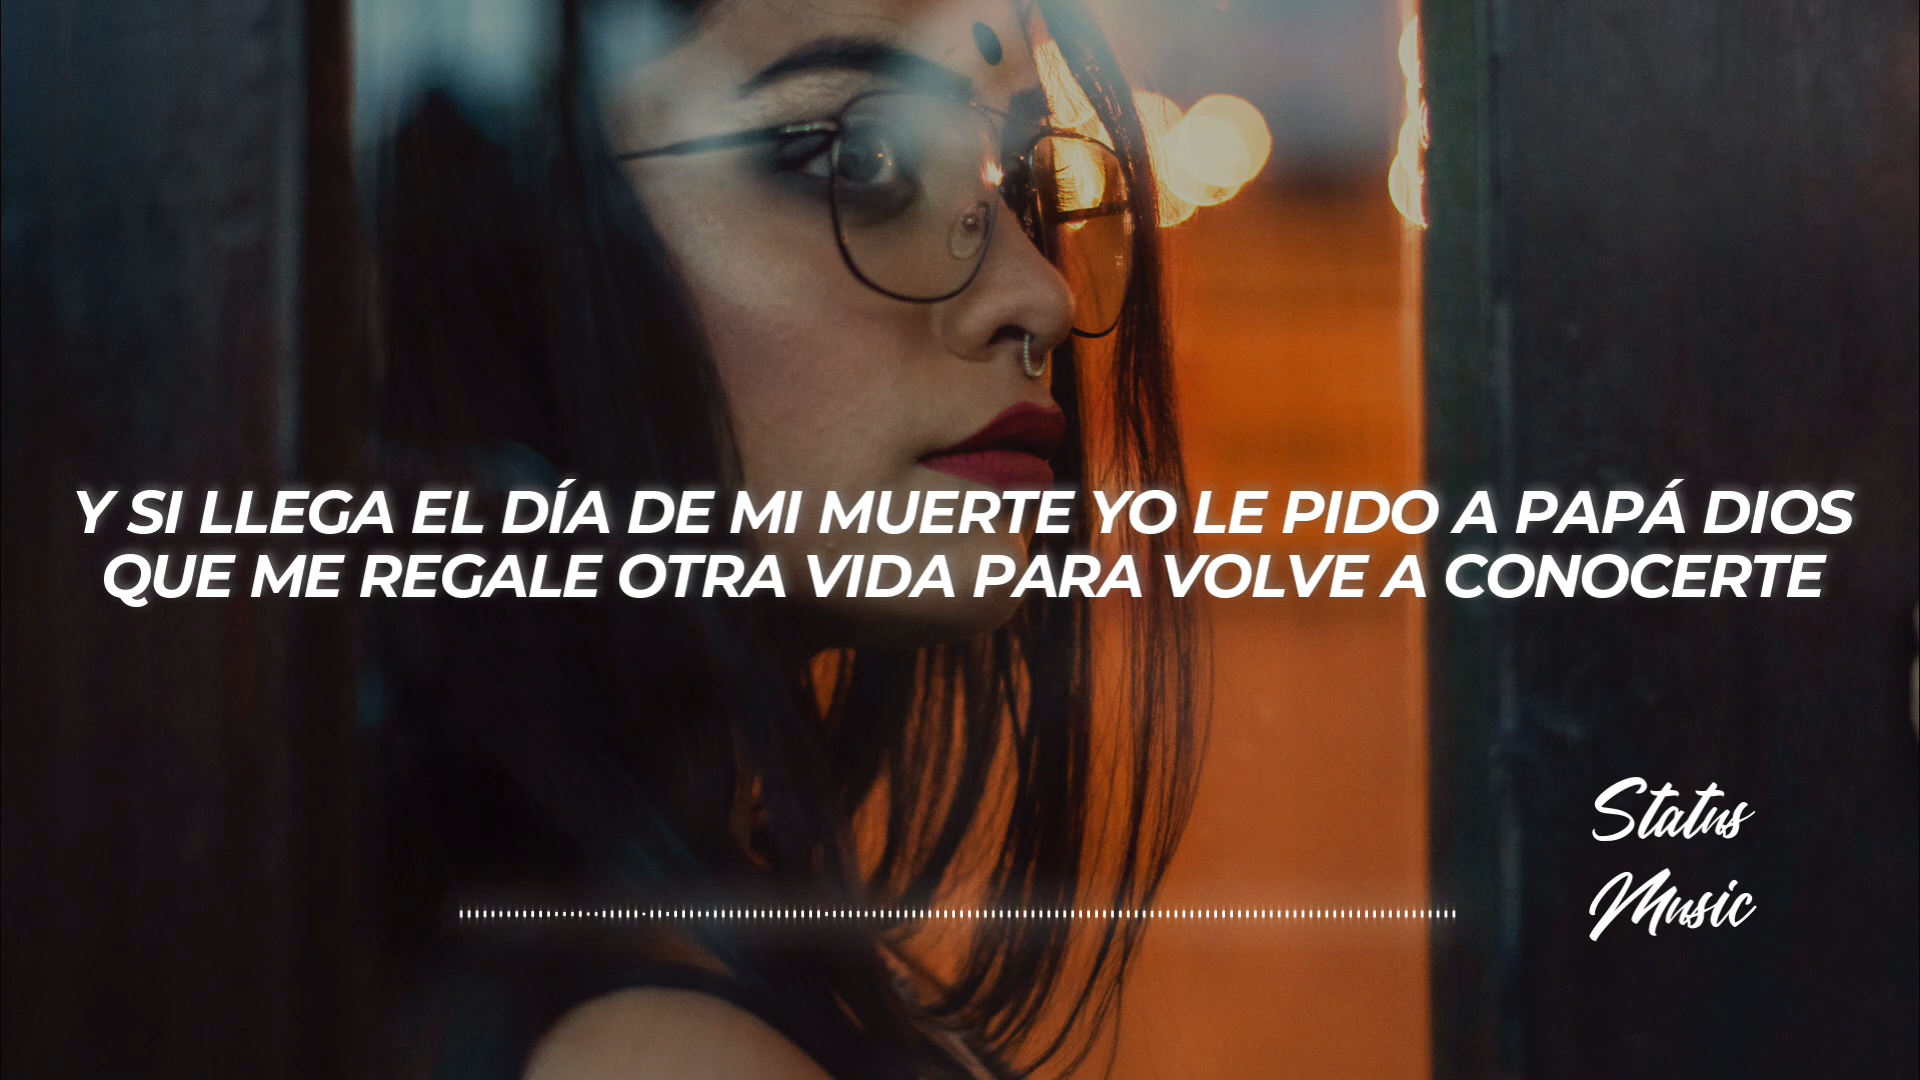 Y SI LLEGA EL DÍA DE MI MUERTE YO LE PIDO A PAPÁ DIOS
QUE ME REGALE OTRA VIDA PARA VOLVE A CONOCERTE
Status
Music